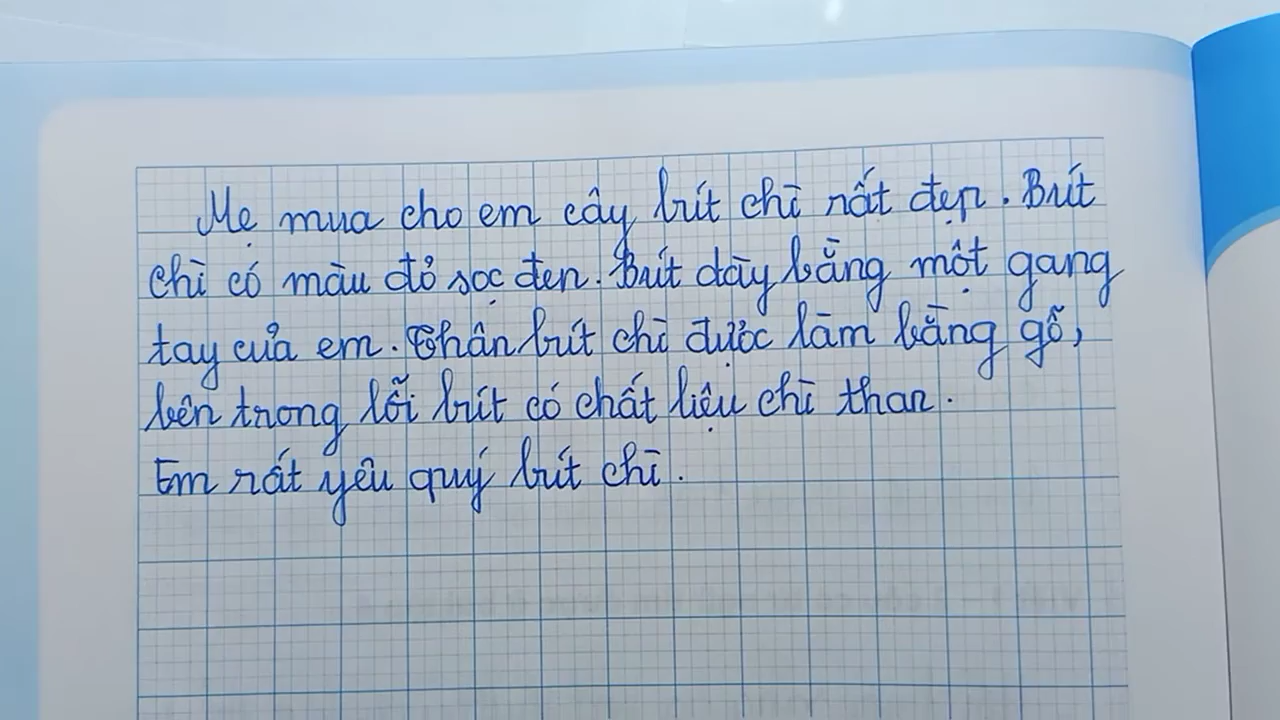 Mẹ mua cho em cây bút chì rất đẹp. Bút
chì có màu đỏ sọc đen. Bút dày bằng một gang
tay của em. Thân bút chì được làm bằng gỗ,
bên trong lõi bút có chất liệu chì than.
Em rất yêu quý bút chì.